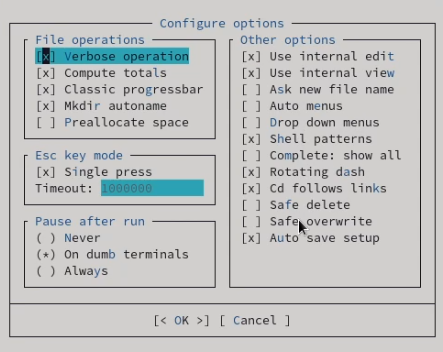 Configure options
File operations
[x] Verbose operation
[x] Compute totals
[x] Classic progressbar
[x] Mkdir autoname
[ ] Preallocate space
Esc key mode
[x] Single press
Timeout: 1000000
Pause after run
( ) Never
(*) On dumb terminals
( ) Always
Other options
[x] Use internal edit
[x] Use internal view
[ ] Ask new file name
[ ] Auto menus
[ ] Drop down menus
[x] Shell patterns
[ ] Complete: show all
[x] Rotating dash
[x] Cd follows links
[ ] Safe delete
[ ] Safe overwrite
[x] Auto save setup
[< OK >] [ Cancel ]